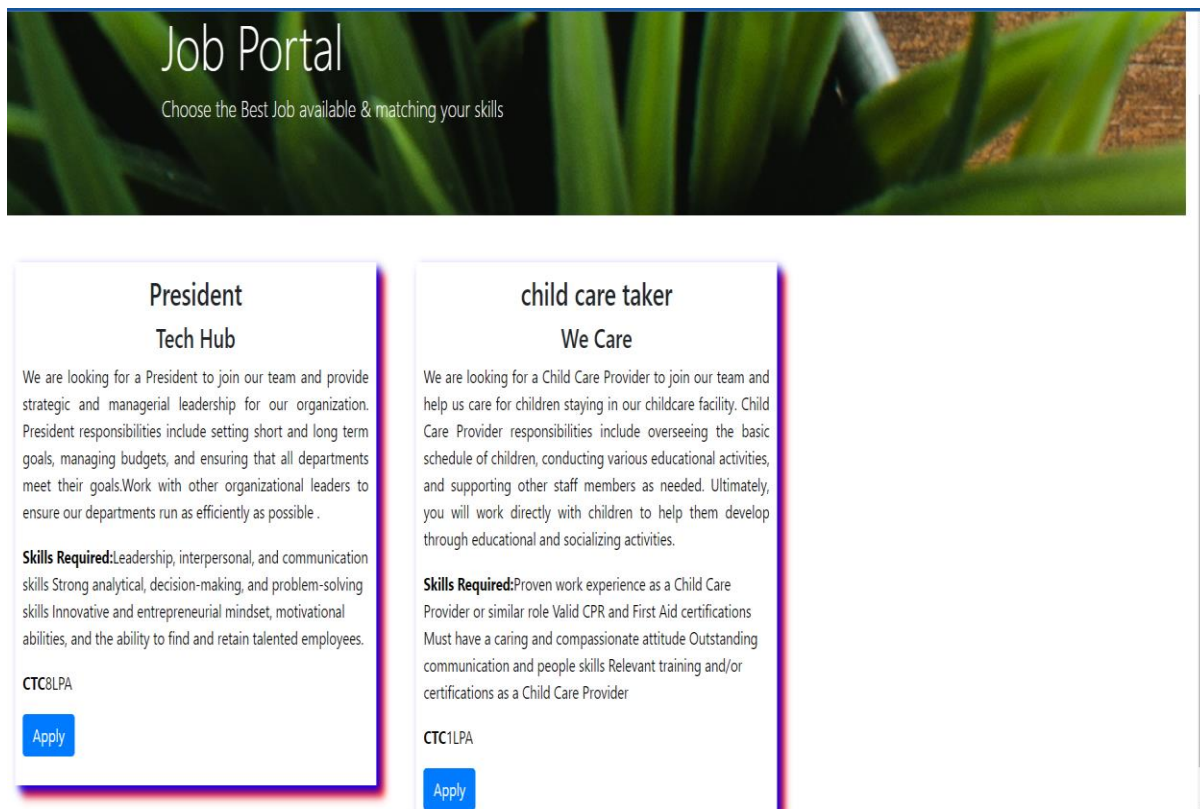 Job Portal
Choose the Best Job available & matching your skills
President
Tech Hub
We are looking for a President to join our team and provide
strategic and managerial leadership for our organization.
President responsibilities include setting short and long term
goals, managing budgets, and ensuring that all departments
meet their goals.Work with other organizational leaders to
ensure our departments run as efficiently as possible .
Skills Required:Leadership, interpersonal, and communication
skills Strong analytical, decision-making, and problem-solving
skills Innovative and entrepreneurial mindset, motivational
abilities, and the ability to find and retain talented employees.
CTC8LPA
Apply
child care taker
We Care
We are looking for a Child Care Provider to join our team and
help us care for children staying in our childcare facility. Child
Care Provider responsibilities include overseeing the basic
schedule of children, conducting various educational activities,
and supporting other staff members as needed. Ultimately,
you will work directly with children to help them develop
through educational and socializing activities.
Skills Required:Proven work experience as a Child Care
Provider or similar role Valid CPR and First Aid certifications
Must have a caring and compassionate attitude Outstanding
communication and people skills Relevant training and/or
certifications as a Child Care Provider
CTC1LPA
Apply